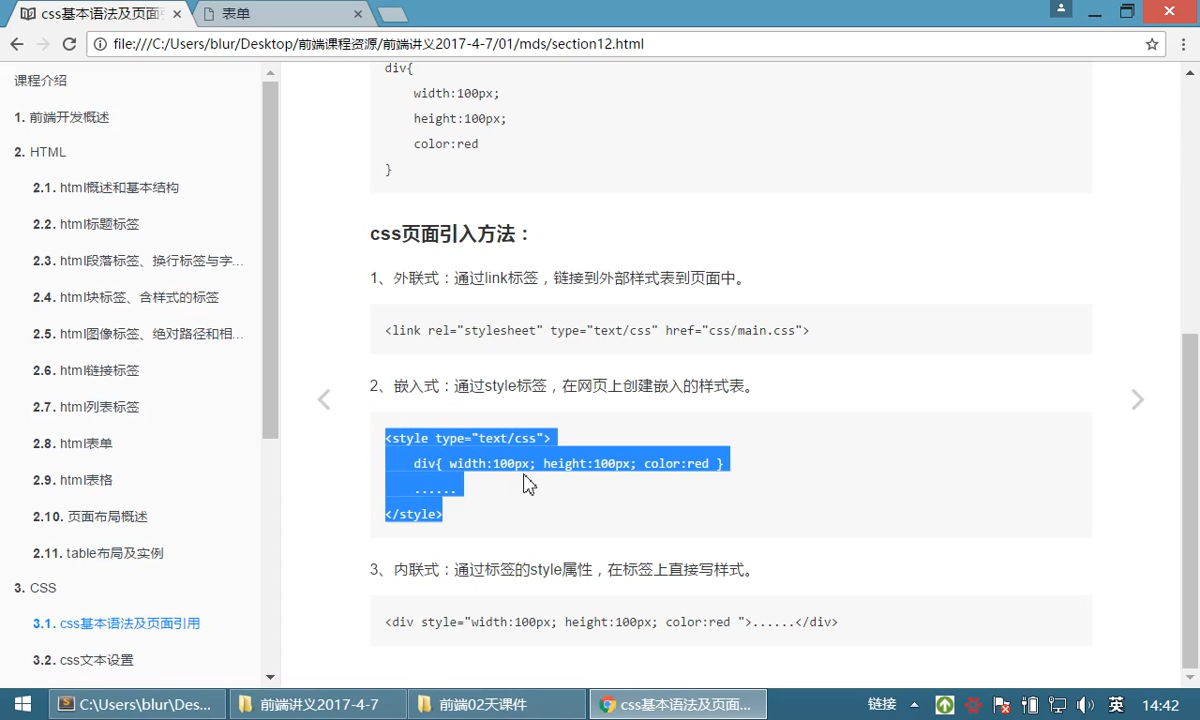 css基本语法及页面引
表单
file:///C:/Users/blur/Desktop/前端课程资源/前端讲义2017-4-7/01/mds/section12.html
课程介绍
1. 前端开发概述
2. HTML
2.1. html概述和基本结构
2.2. html标题标签
2.3. html段落标签、换行标签与字...
2.4. html块标签、含样式的标签
2.5. html图像标签、绝对路径和相...
2.6. html链接标签
2.7. html列表标签
2.8. html表单
2.9. html表格
2.10. 页面布局概述
2.11. table布局及实例
3. CSS
3.1. css基本语法及页面引用
3.2. css文本设置
div{
width:100px;
height:100px;
color:red
}
css页面引入方法：
1、外联式：通过link标签，链接到外部样式表到页面中。
<link rel="stylesheet" type="text/css" href="css/main.css">
2、嵌入式：通过style标签，在网页上创建嵌入的样式表。
<style type="text/css">
div{ width:100px; height:100px; color:red }
......
</style>
3、内联式：通过标签的style属性，在标签上直接写样式。
<div style="width:100px; height:100px; color:red ">......</div>
C:\Users\blur\Des...
前端讲义2017-4-7
前端02天课件
css基本语法及页面...
链接
英
14:42